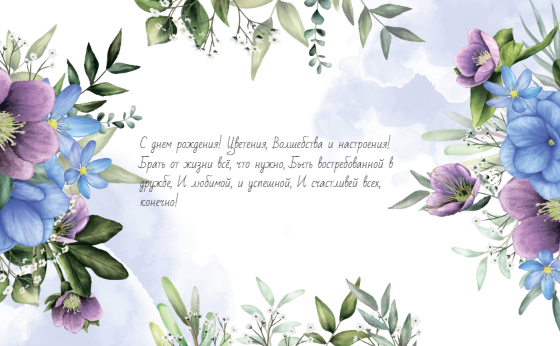 С днем рождения! Цветения, Волшебства и настроения!
Брать от жизни всё, что нужно, Быть востребованной в
дружбе, И любимой, и успешной, И счастливей всех,
конечно!